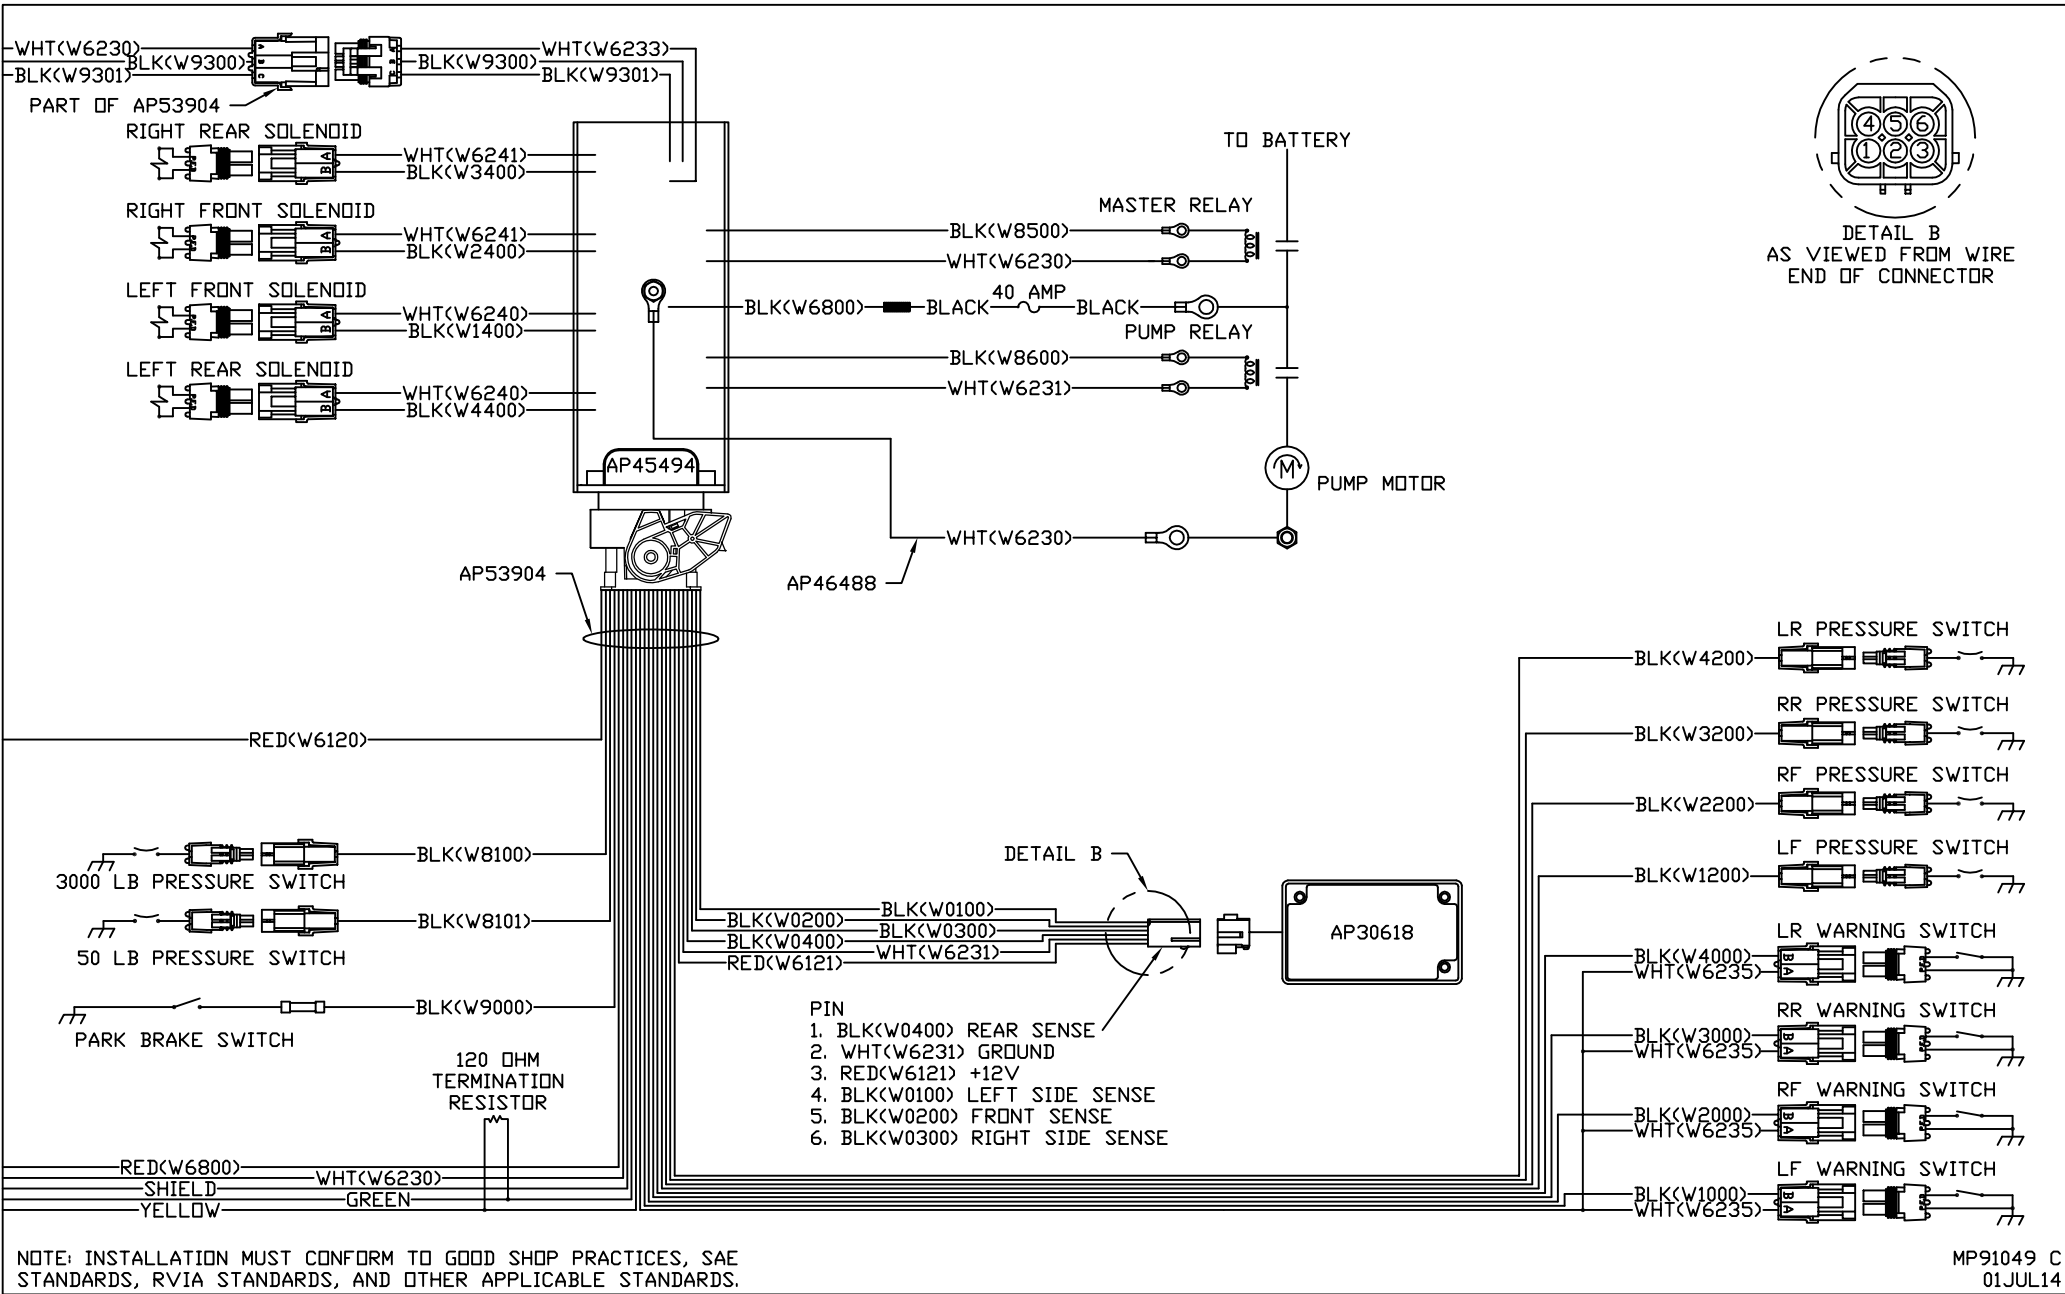 WHT(W6230)
BLK(W9300)
BLK(W9301)
A
B
C
WHT(W6233)
BLK(W9300)
BLK(W9301)
PART OF AP53904
RIGHT REAR SOLENOID
A
B
WHT(W6241)
BLK(W3400)
RIGHT FRONT SOLENOID
A
B
WHT(W6241)
BLK(W2400)
LEFT FRONT SOLENOID
A
B
WHT(W6240)
BLK(W1400)
LEFT REAR SOLENOID
A
B
WHT(W6240)
BLK(W4400)
TO BATTERY
MASTER RELAY
BLK(W8500)
WHT(W6230)
BLK(W6800)
BLACK
40 AMP
BLACK
PUMP RELAY
BLK(W8600)
WHT(W6231)
M
PUMP MOTOR
WHT(W6230)
AP46488
AP45494
AP53904
4 5 6
1 2 3
DETAIL B
AS VIEWED FROM WIRE
END OF CONNECTOR
RED(W6120)
BLK(W8100)
3000 LB PRESSURE SWITCH
BLK(W8101)
50 LB PRESSURE SWITCH
BLK(W9000)
PARK BRAKE SWITCH
120 OHM
TERMINATION
RESISTOR
RED(W6800)
WHT(W6230)
SHIELD
GREEN
YELLOW
DETAIL B
BLK(W0100)
BLK(W0200)
BLK(W0300)
BLK(W0400)
WHT(W6231)
RED(W6121)
AP30618
PIN
1. BLK(W0400) REAR SENSE
2. WHT(W6231) GROUND
3. RED(W6121) +12V
4. BLK(W0100) LEFT SIDE SENSE
5. BLK(W0200) FRONT SENSE
6. BLK(W0300) RIGHT SIDE SENSE
LR PRESSURE SWITCH
BLK(W4200)
RR PRESSURE SWITCH
BLK(W3200)
RF PRESSURE SWITCH
BLK(W2200)
LF PRESSURE SWITCH
BLK(W1200)
LR WARNING SWITCH
BLK(W4000)
WHT(W6235)
B
A
RR WARNING SWITCH
BLK(W3000)
WHT(W6235)
B
A
RF WARNING SWITCH
BLK(W2000)
WHT(W6235)
B
A
LF WARNING SWITCH
BLK(W1000)
WHT(W6235)
B
A
NOTE: INSTALLATION MUST CONFORM TO GOOD SHOP PRACTICES, SAE
STANDARDS, RVIA STANDARDS, AND OTHER APPLICABLE STANDARDS.
MP91049 C
01JUL14